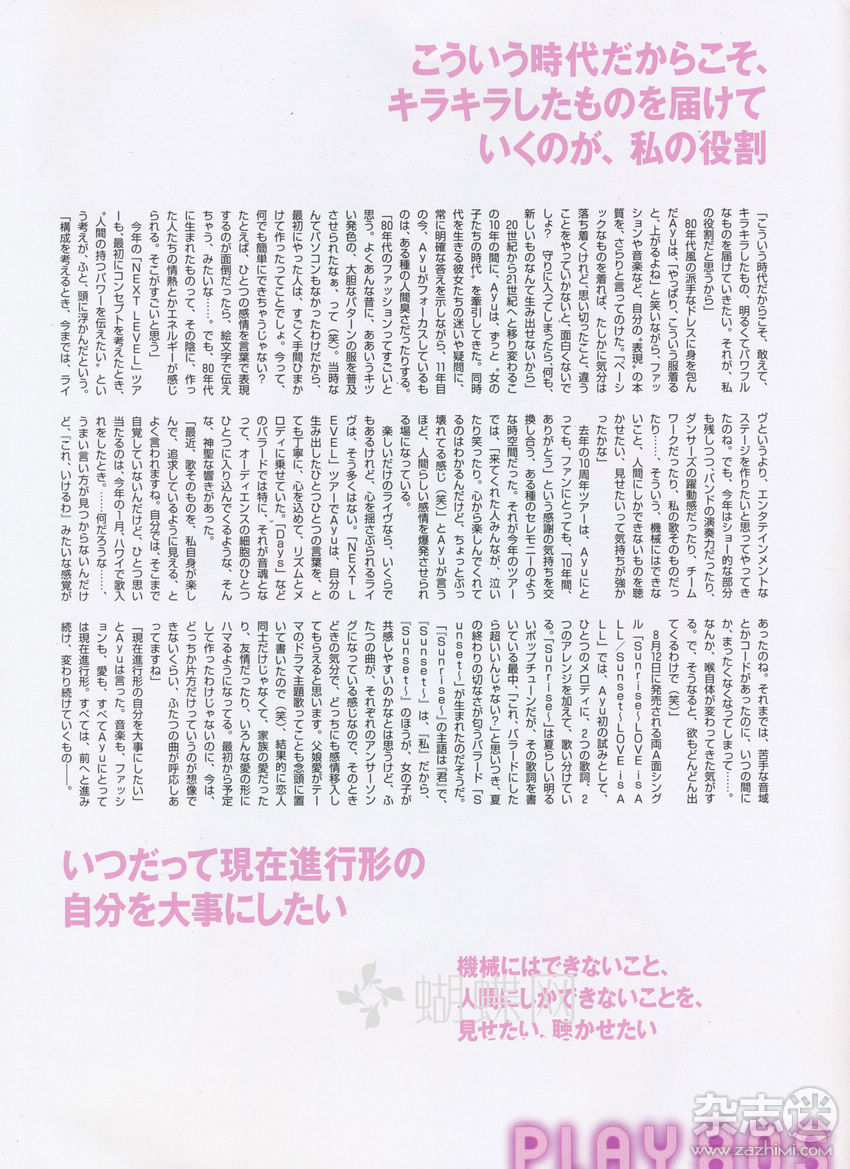 こういう時代だからこそ、
キラキラしたものを届けて
いくのが、私の役割
「こういう時代だからこそ、敢えて、
キラキラしたもの、明るくてパワフル
なものを届けていきたい。それが、私
の役割だと思うから」
　80年代風の派手なドレスに身を包ん
だAyuは、「やっぱり、こういう服着る
と、上がるよね」と笑いながら、ファッ
ションや音楽など、自分の“表現”の本
質を、さらりと言ってのけた。「ベーシ
ックなものを着れば、たしかに気分は
落ち着くけれど、思い切ったこと、違う
ことをやっていかないと、面白くないで
しょ？　守りに入ってしまったら「何も、
新しいものなんて生み出せないから」
　20世紀から21世紀へと移り変わるこ
の10年の間に、Ayuは、ずっと“女の
子たちの時代”を牽引してきた。同時
代を生きる彼女たちの迷いや疑問に、
常に明確な答えを示しながら、11年目
の今、Ayuがフォーカスしているも
のは、ある種の人間臭さだったりする。
「80年代のファッションってすごいと
思う。よくあんな昔に、ああいうキツ
い発色の、大胆なパターンの服を普及
させられたなぁ、って（笑）。当時な
んてパソコンもなかったわけだから、
最初にやった人は、すごく手間ひまか
けて作ったってことでしょ。今って、
何でも簡単にできちゃうじゃない？
たとえば、ひとつの感情を言葉で表現
するのが面倒だったら、絵文字で伝え
ちゃう、みたいな……。でも、80年代
に生まれたものって、その陰に、作っ
た人たちの情熱とかエネルギーが感じ
られる。そこがすごいと思う」
　今年の「NEXT LEVEL」ツア
ーも、最初にコンセプトを考えたとき、
“人間の持つパワーを伝えたい”とい
う考えが、ふと、頭に浮かんだという。
「構成を考えるとき、今までは、ライ
ヴというより、エンタテインメントな
ステージを作りたいと思ってやってき
たのね。でも、今年はショー的な部分
も残しつつ、バンドの演奏力だったり、
ダンサーズの躍動感だったり、チーム
ワークだったり、私の歌そのものだっ
たり……、そういう、機械にはできな
いこと、人間にしかできないものを聴
かせたい、見せたいって気持ちが強か
ったかな」
　去年の10周年ツアーは、Ayuにと
っても、ファンにとっても、「10年間、
ありがとう」という感謝の気持ちを交
換し合う、ある種のセレモニーのよう
な時空間だった。それが今年のツアー
では、「来てくれた人みんなが、泣い
たり笑ったり。心から楽しんでくれて
るのはわかるんだけど、ちょっとぶっ
壊れてる感じ（笑）」とAyuが言う
ほど、人間らしい感情を爆発させられ
る場になっている。
　楽しいだけのライヴなら、いくらで
もあるけれど、心を揺さぶられるライ
ヴは、そう多くはない。「NEXT L
EVEL」ツアーでAyuは、自分の
生み出したひとつひとつの言葉を、と
ても丁寧に、心を込めて、リズムとメ
ロディに乗せていた。「Days」など
のバラードでは特に、それが音魂とな
って、オーディエンスの細胞のひとつ
ひとつに入り込んでくるような、そん
な、神聖な響きがあった。
「最近、歌そのものを、私自身が楽し
んで、追求しているように見える、と
よく言われますね。自分では、そこまで
自覚していないんだけど、ひとつ思い
当たるのは、今年の1月、ハワイで歌入
れをしたとき。……何だろうな……、
うまい言い方が見つからないんだけ
ど、「これ、いけるわ」みたいな感覚が
あったのね。それまでは、苦手な音域
とかコードがあったのに、いつの間に
か、まったくなくなってしまって……。
なんか、喉自体が変わってきた気がす
る。で、そうなると、欲もどんどん出
てくるわけで（笑）」
　8月12日に発売される両A面シング
ル「Sunrise～LOVE is A
LL／Sunset～LOVE is A
LL」では、Ayu初の試みとして、
ひとつのメロディに、2つの歌詞、2
つのアレンジを加えて、歌い分けてい
る。「Sunrise～」は夏らしい明る
いポップチューンだが、その歌詞を書
いている最中、「これ、バラードにした
ら超いいんじゃない？」と思いつき、夏
の終わりの切なさが匂うバラード「S
unset～」が生まれたのだそうだ。
「『Sunrise～』の主語は『君』で、
『Sunset～』は、『私』だから、
『Sunset～』のほうが、女の子が
共感しやすいのかなとは思うけど、ふ
たつの曲が、それぞれのアンサーソン
グになっている感じなので、そのとき
どきの気分で、どっちにも感情移入し
てもらえると思います。父娘愛がテー
マのドラマ主題歌ってことも念頭に置
いて書いたので（笑）、結果的に恋人
同士だけじゃなくて、家族の愛だった
り、友情だったり、いろんな愛の形に
ハマるようになってる。最初から予定
して作ったわけじゃないのに、今は、
どっちか片方だけっていうのが想像で
きないくらい、ふたつの曲が呼応しあ
ってますね」
「現在進行形の自分を大事にしたい」
とAyuは言った。音楽も、ファッシ
ョンも、愛も、すべてAyuにとって
は現在進行形。すべては、前へと進み
続け、変わり続けていくもの――。
いつだって現在進行形の
自分を大事にしたい
機械にはできないこと、
人間にしかできないことを、
見せたい、聴かせたい
蝴蝶网
PLAY 80S
杂志迷
www.zazhimi.com